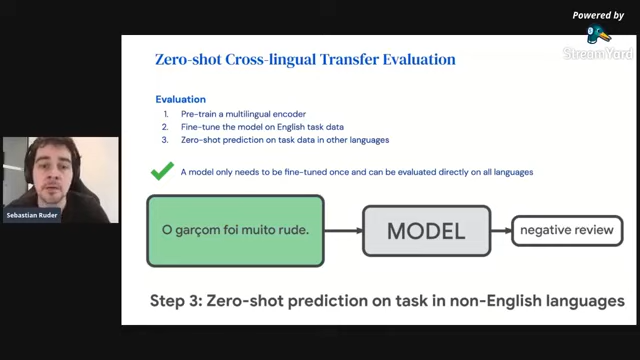 Powered by
StreamYard
Zero-shot Cross-lingual Transfer Evaluation
Evaluation
1. Pre-train a multilingual encoder
2. Fine-tune the model on English task data
3. Zero-shot prediction on task data in other languages
A model only needs to be fine-tuned once and can be evaluated directly on all languages
O garçom foi muito rude.
MODEL
negative review
Sebastian Ruder
Step 3: Zero-shot prediction on task in non-English languages